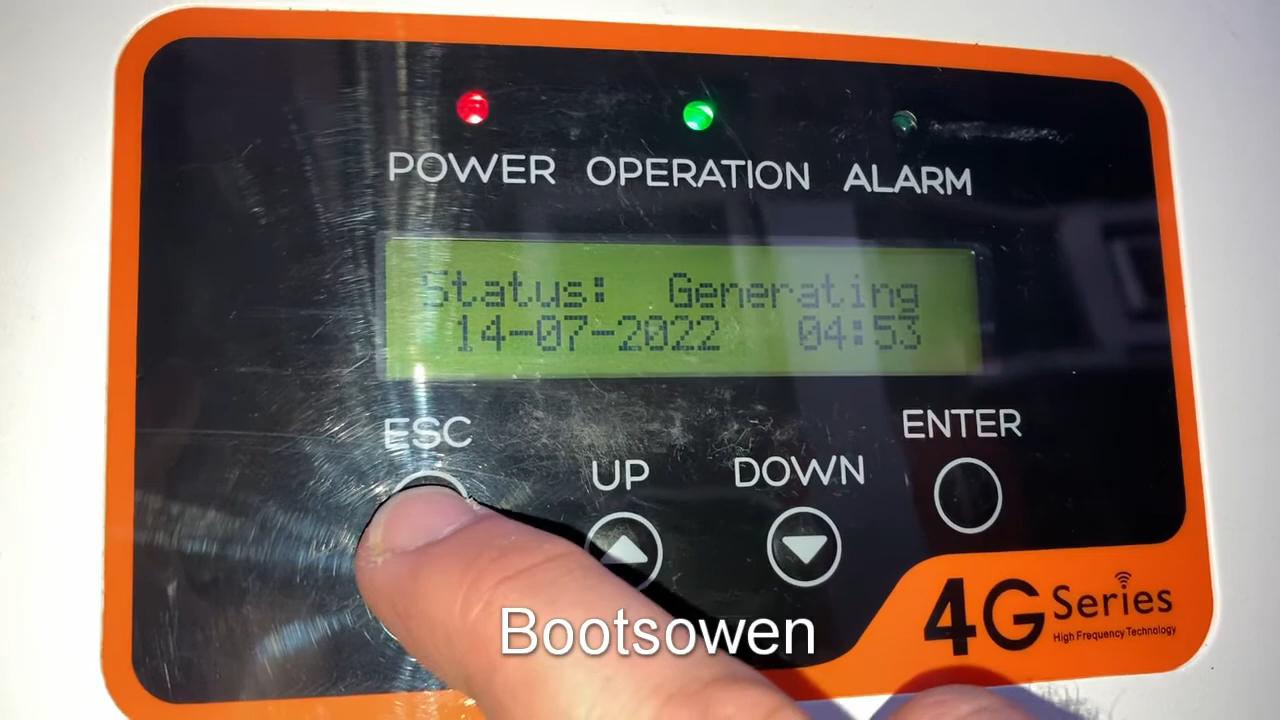 POWER OPERATION ALARM
Status: Generating
14-07-2022 04:53
ESC UP DOWN ENTER
4G Series
High Frequency Technology
Bootsowen